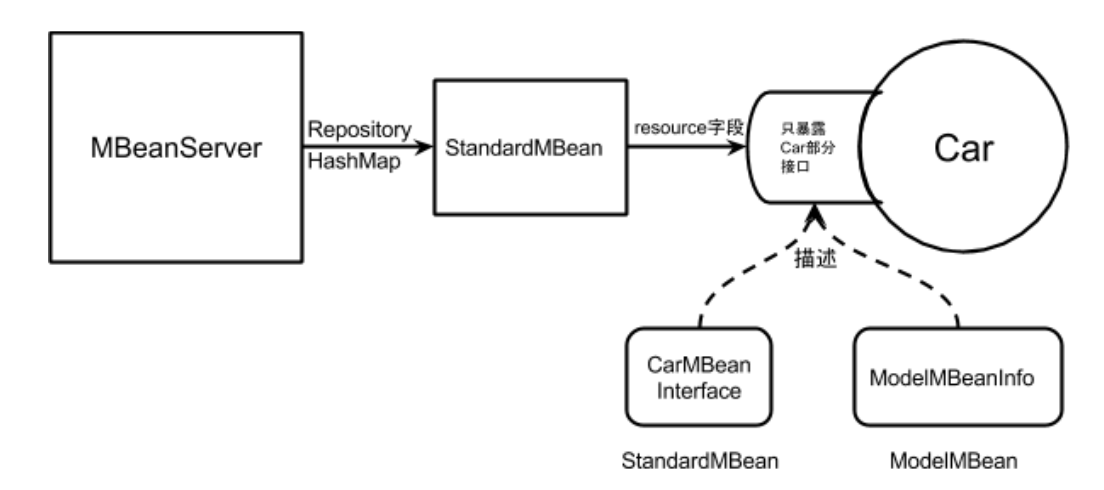 MBeanServer
Repository
HashMap
StandardMBean
resource字段
只暴露
Car部分
接口
Car
描述
CarMBean
Interface
ModelMBeanInfo
StandardMBean
ModelMBean